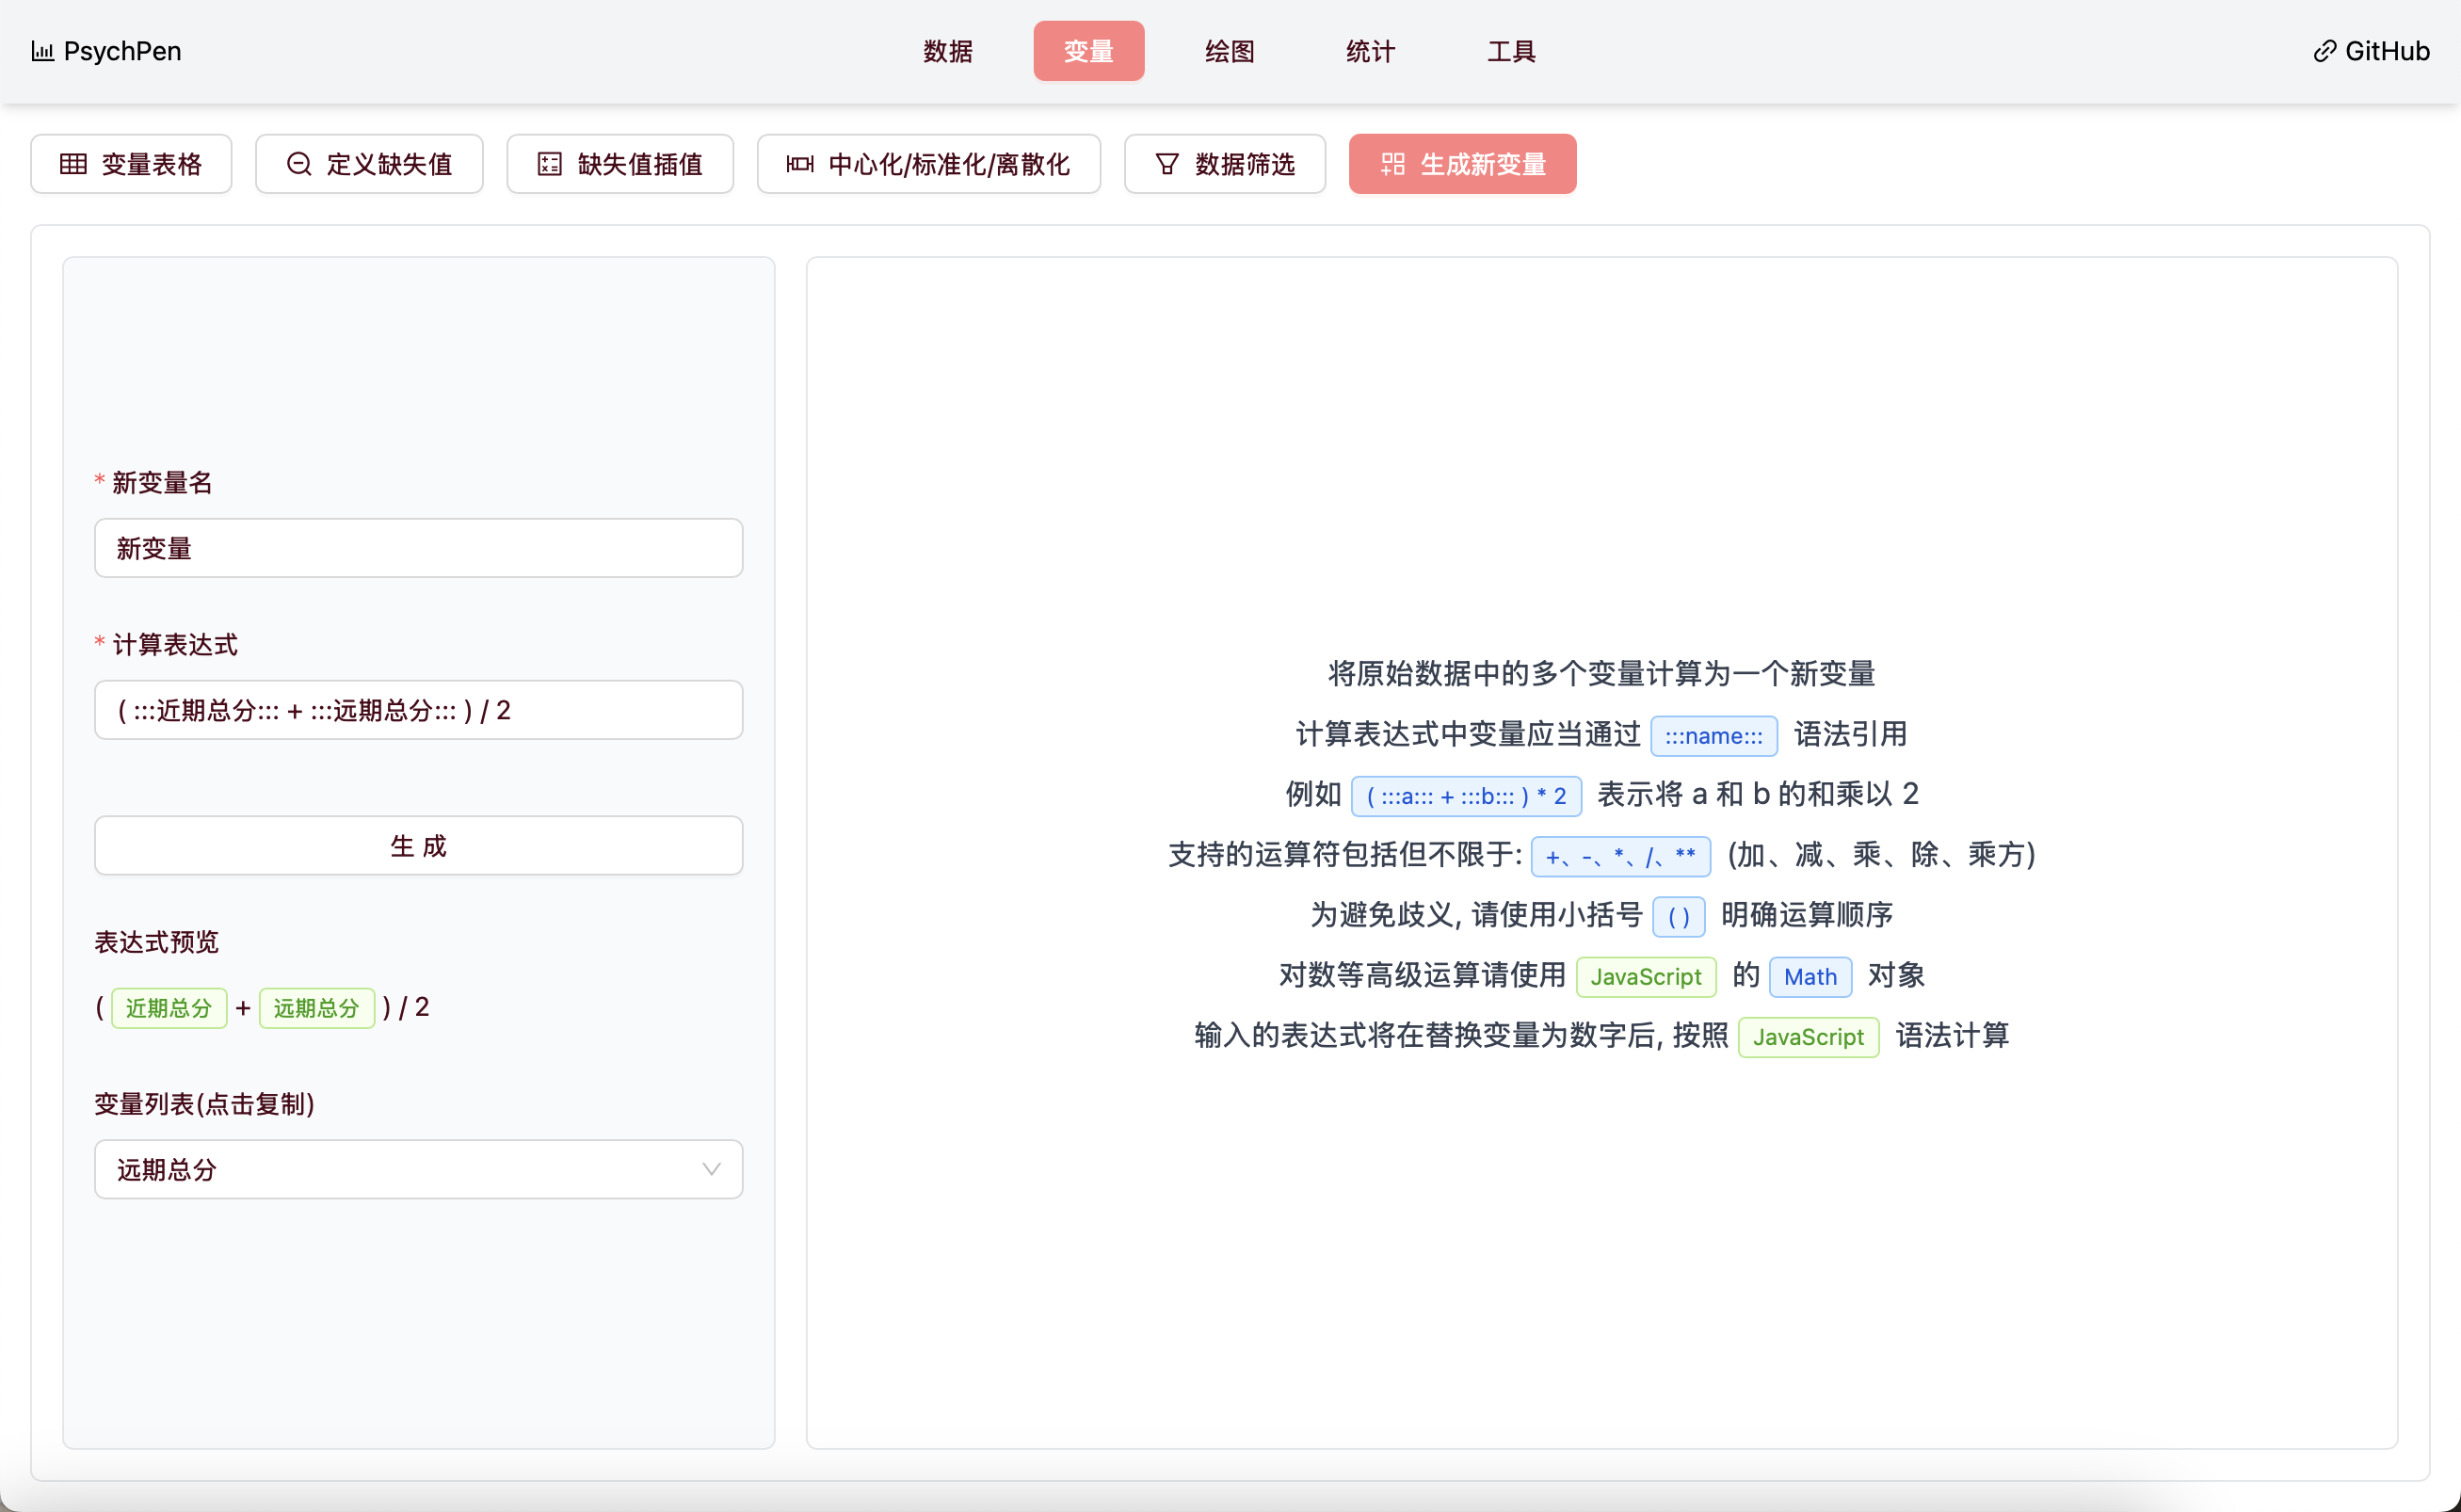 PsychPen
数据 变量 绘图 统计 工具
GitHub
变量表格 定义缺失值 缺失值插值 中心化/标准化/离散化 数据筛选 生成新变量
* 新变量名
新变量
* 计算表达式
( :::近期总分::: + :::远期总分::: ) / 2
生 成
表达式预览
( 近期总分 + 远期总分 ) / 2
变量列表(点击复制)
远期总分
将原始数据中的多个变量计算为一个新变量
计算表达式中变量应当通过 :::name::: 语法引用
例如 ( :::a::: + :::b::: ) * 2 表示将 a 和 b 的和乘以 2
支持的运算符包括但不限于: +、-、*、/、** (加、减、乘、除、乘方)
为避免歧义, 请使用小括号 ( ) 明确运算顺序
对数等高级运算请使用 JavaScript 的 Math 对象
输入的表达式将在替换变量为数字后, 按照 JavaScript 语法计算